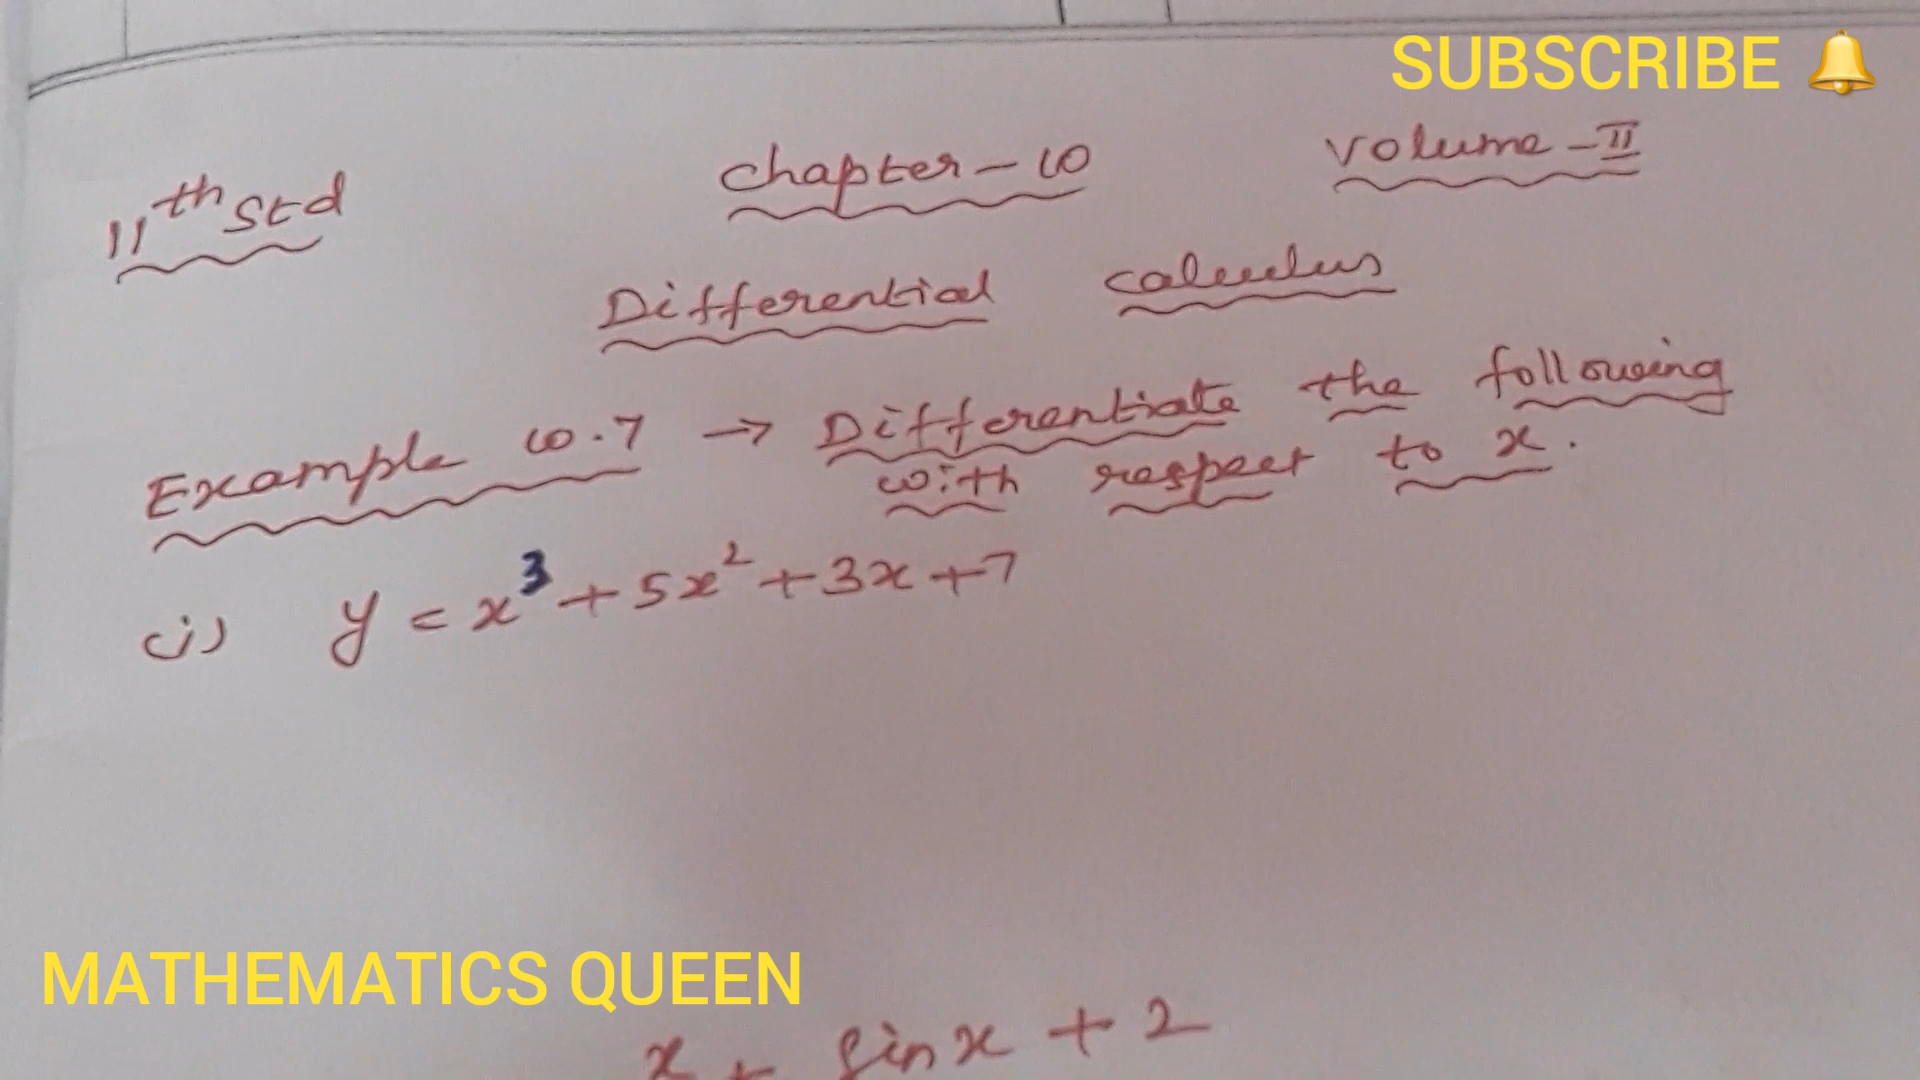 SUBSCRIBE 🔔
11th Std chapter - 10 Volume - II
Differential calculus
Example 10.7 → Differentiate the following
with respect to x.
(i) y = x³ + 5x² + 3x + 7
MATHEMATICS QUEEN
x + sin x + 2